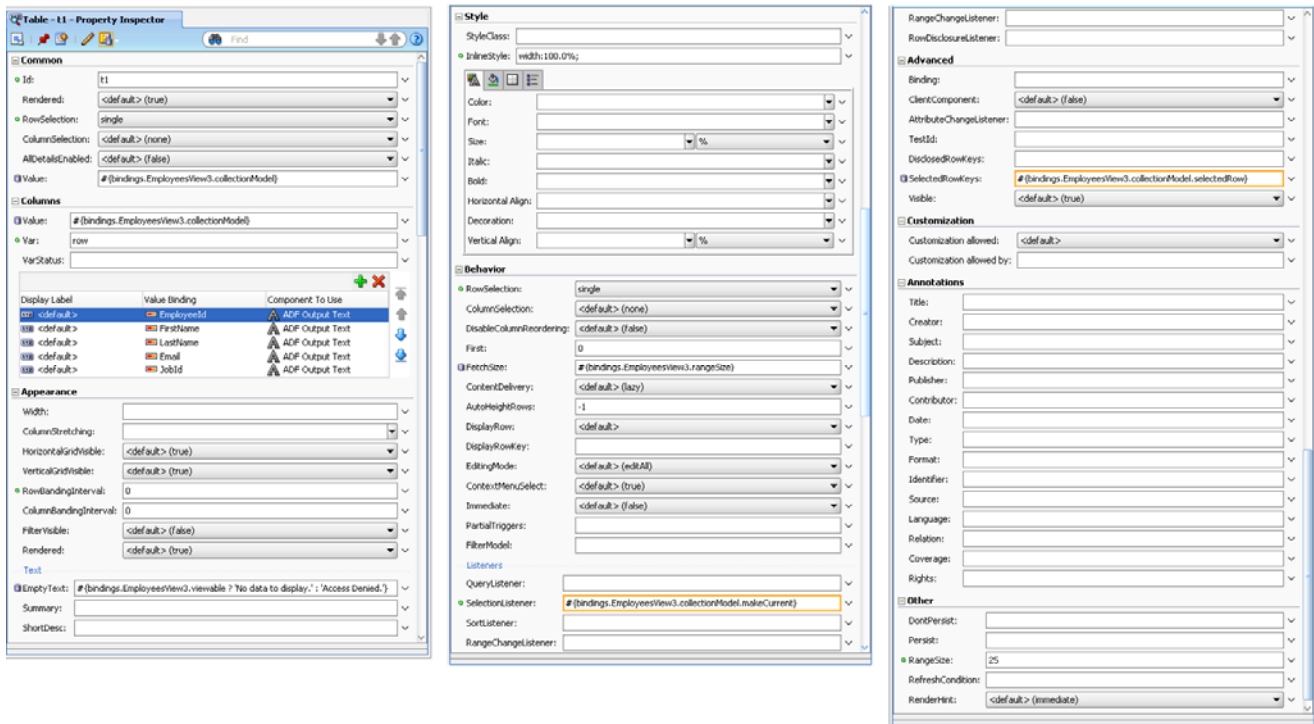 Table - t1 - Property Inspector
Find
Common
Id: t1
Rendered: <default> (true)
RowSelection: single
ColumnSelection: <default> (none)
AllDetailsEnabled: <default> (false)
Value: #{bindings.EmployeesView3.collectionModel}
Columns
Value: #{bindings.EmployeesView3.collectionModel}
Var: row
VarStatus:
Display Label Value Binding Component To Use
<default> EmployeeId ADF Output Text
<default> FirstName ADF Output Text
<default> LastName ADF Output Text
<default> Email ADF Output Text
<default> JobId ADF Output Text
Appearance
Width:
ColumnStretching:
HorizontalGridVisible: <default> (true)
VerticalGridVisible: <default> (true)
RowBandingInterval: 0
ColumnBandingInterval: 0
FilterVisible: <default> (false)
Rendered: <default> (true)
Text
EmptyText: #{bindings.EmployeesView3.viewable ? 'No data to display.' : 'Access Denied.'}
Summary:
ShortDesc:
Style
StyleClass:
InlineStyle: width:100.0%;
Color:
Font:
Size: %
Italic:
Bold:
Horizontal Align:
Decoration:
Vertical Align: %
Behavior
RowSelection: single
ColumnSelection: <default> (none)
DisableColumnReordering: <default> (false)
First: 0
FetchSize: #{bindings.EmployeesView3.rangeSize}
ContentDelivery: <default> (lazy)
AutoHeightRows: -1
DisplayRow: <default>
DisplayRowKey:
EditingMode: <default> (editAll)
ContextMenuSelect: <default> (true)
Immediate: <default> (false)
PartialTriggers:
FilterModel:
Listeners
QueryListener:
SelectionListener: #{bindings.EmployeesView3.collectionModel.makeCurrent}
SortListener:
RangeChangeListener:
RangeChangeListener:
RowDisclosureListener:
Advanced
Binding:
ClientComponent: <default> (false)
AttributeChangeListener:
TestId:
DisclosedRowKeys:
SelectedRowKeys: #{bindings.EmployeesView3.collectionModel.selectedRow}
Visible: <default> (true)
Customization
Customization allowed: <default>
Customization allowed by:
Annotations
Title:
Creator:
Subject:
Description:
Publisher:
Contributor:
Date:
Type:
Format:
Identifier:
Source:
Language:
Relation:
Coverage:
Rights:
Other
DontPersist:
Persist:
RangeSize: 25
RefreshCondition:
RenderHint: <default> (immediate)